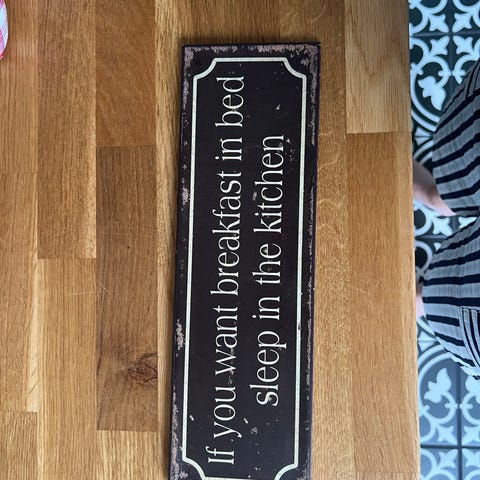 If you want breakfast in bed
sleep in the kitchen